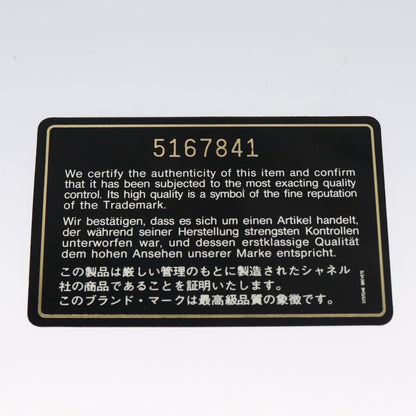 5167841
We certify the authenticity of this item and confirm
that it has been subjected to the most exacting quality
control. Its high quality is a symbol of the fine reputation
of the Trademark.
Wir bestätigen, dass es sich um einen Artikel handelt,
der während seiner Herstellung strengsten Kontrollen
unterworfen war, und dessen erstklassige Qualität
dem hohen Ansehen unserer Marke entspricht.
この製品は厳しい管理のもとに製造されたシャネル
社の商品であることを証明いたします。
このブランド・マークは最高級品質の象徴です。